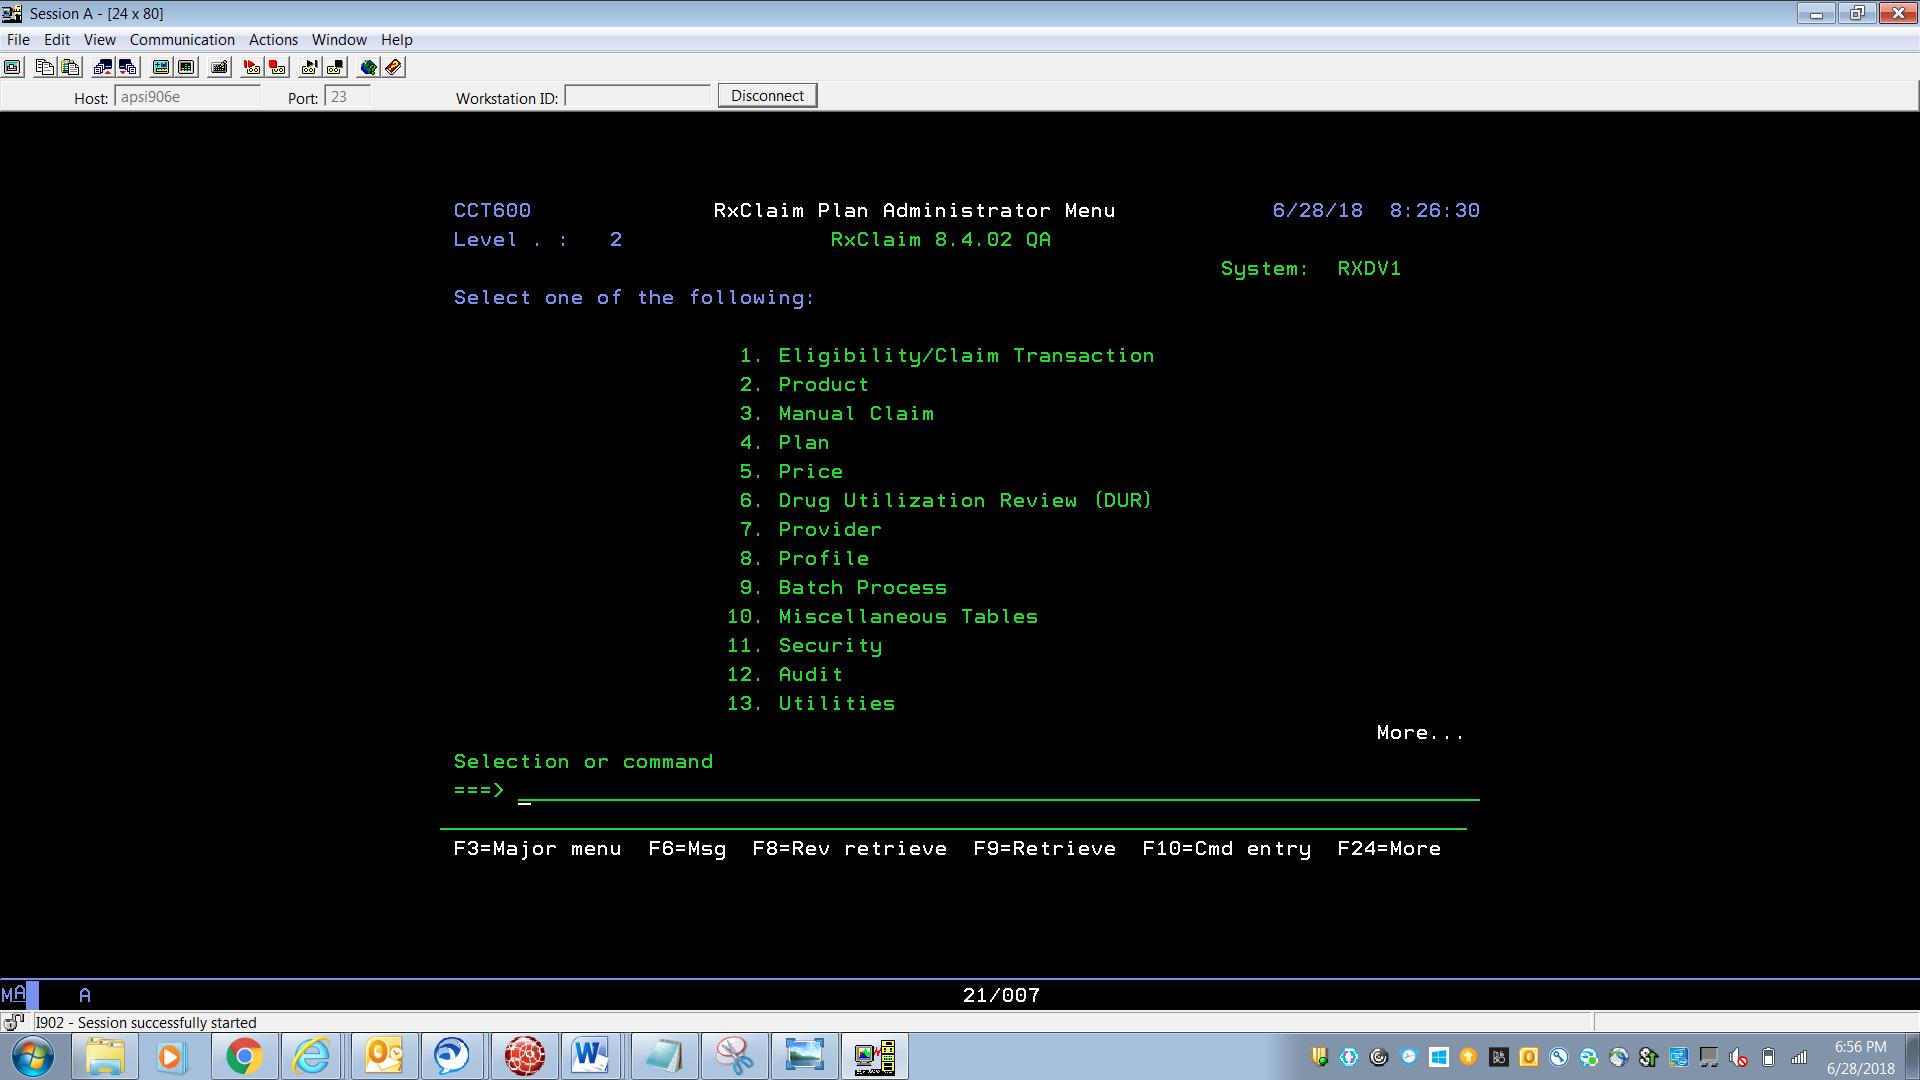 Session A - [24 x 80]
File Edit View Communication Actions Window Help
Host: apsi906e Port: 23 Workstation ID: Disconnect
CCT600 RxClaim Plan Administrator Menu 6/28/18 8:26:30
Level . : 2 RxClaim 8.4.02 QA
System: RXDV1
Select one of the following:
1. Eligibility/Claim Transaction
2. Product
3. Manual Claim
4. Plan
5. Price
6. Drug Utilization Review (DUR)
7. Provider
8. Profile
9. Batch Process
10. Miscellaneous Tables
11. Security
12. Audit
13. Utilities
More...
Selection or command
===>
F3=Major menu F6=Msg F8=Rev retrieve F9=Retrieve F10=Cmd entry F24=More
MA A 21/007
I902 - Session successfully started
6:56 PM
6/28/2018